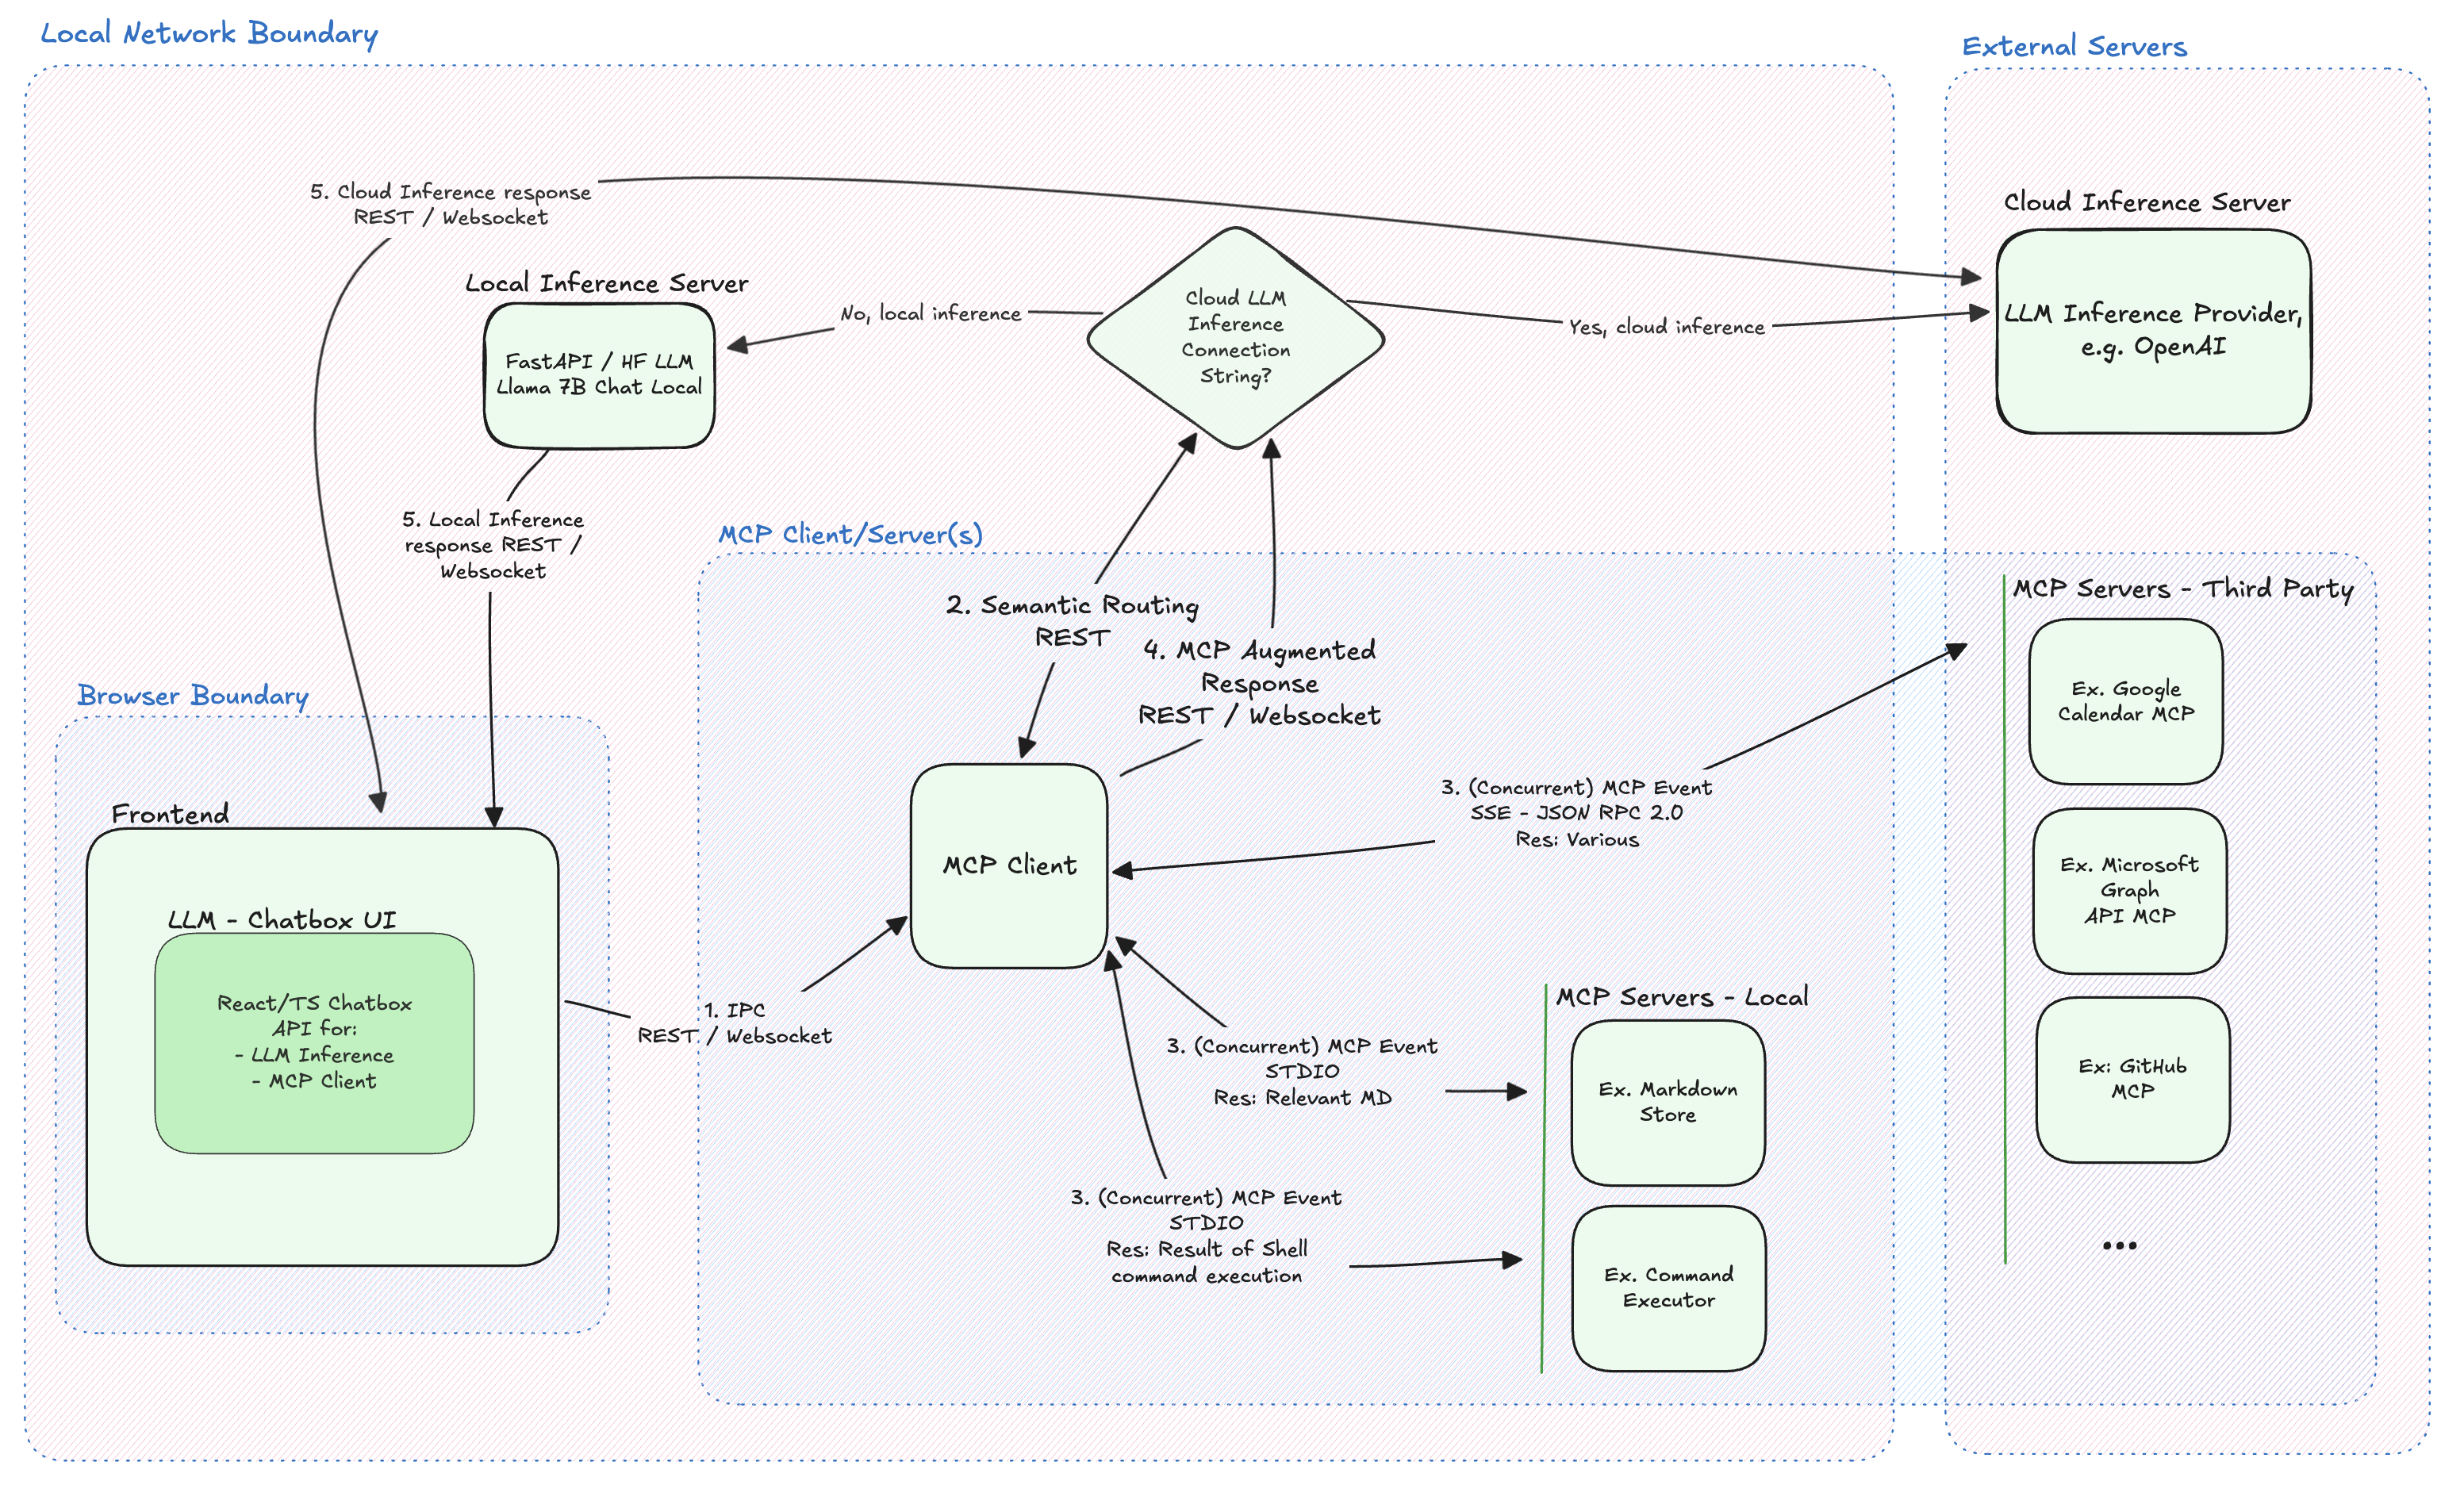 Local Network Boundary
External Servers
5. Cloud Inference response
REST / Websocket
Cloud Inference Server
LLM Inference Provider,
e.g. OpenAI
Local Inference Server
FastAPI / HF LLM
Llama 7B Chat Local
No, local inference
Cloud LLM
Inference
Connection
String?
Yes, cloud inference
5. Local Inference
response REST /
Websocket
MCP Client/Server(s)
2. Semantic Routing
REST
4. MCP Augmented
Response
REST / Websocket
MCP Servers - Third Party
Ex. Google
Calendar MCP
Ex. Microsoft
Graph
API MCP
Ex: GitHub
MCP
...
Browser Boundary
Frontend
LLM - Chatbox UI
React/TS Chatbox
API for:
- LLM Inference
- MCP Client
1. IPC
REST / Websocket
MCP Client
3. (Concurrent) MCP Event
SSE - JSON RPC 2.0
Res: Various
3. (Concurrent) MCP Event
STDIO
Res: Relevant MD
3. (Concurrent) MCP Event
STDIO
Res: Result of Shell
command execution
MCP Servers - Local
Ex. Markdown
Store
Ex. Command
Executor